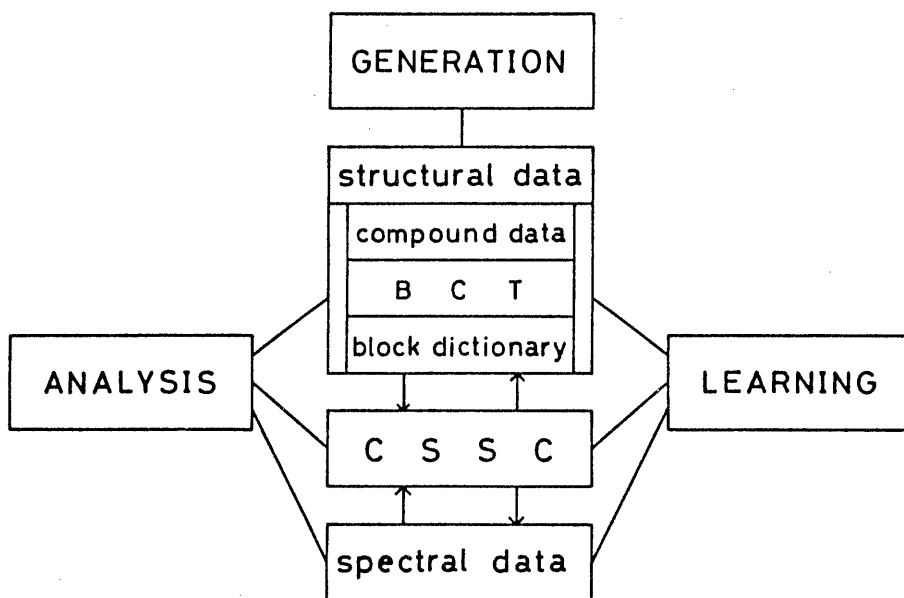 GENERATION
structural data
compound data
B C T
block dictionary
ANALYSIS
LEARNING
C S S C
spectral data